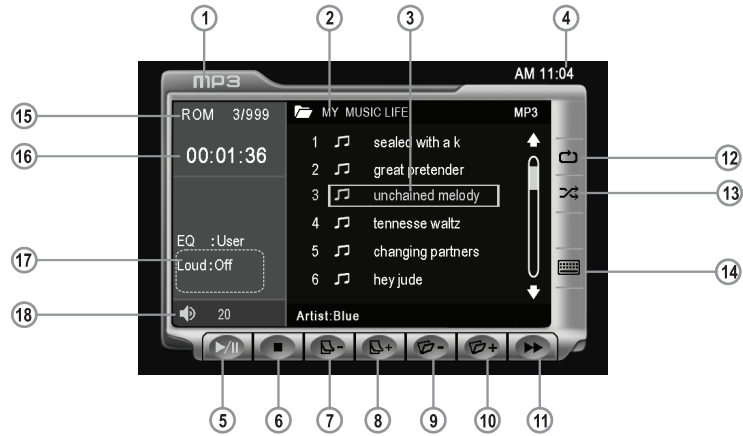 1 2 3 4
mp3 AM 11:04
15 ROM 3/999 MY MUSIC LIFE MP3
16 00:01:36
1 sealed with a k
2 great pretender
3 unchained melody
4 tennesse waltz
5 changing partners
6 hey jude
12
13
14
EQ :User
17 Loud:Off
18 20 Artist:Blue
- + - +
5 6 7 8 9 10 11